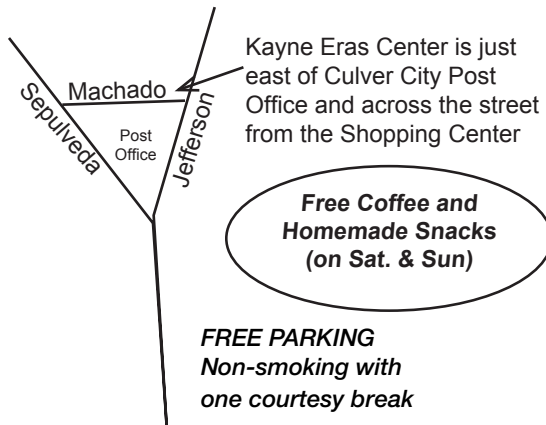 Kayne Eras Center is just
east of Culver City Post
Office and across the street
from the Shopping Center
Machado
Sepulveda
Post
Office
Jefferson
Free Coffee and
Homemade Snacks
(on Sat. & Sun)
FREE PARKING
Non-smoking with
one courtesy break